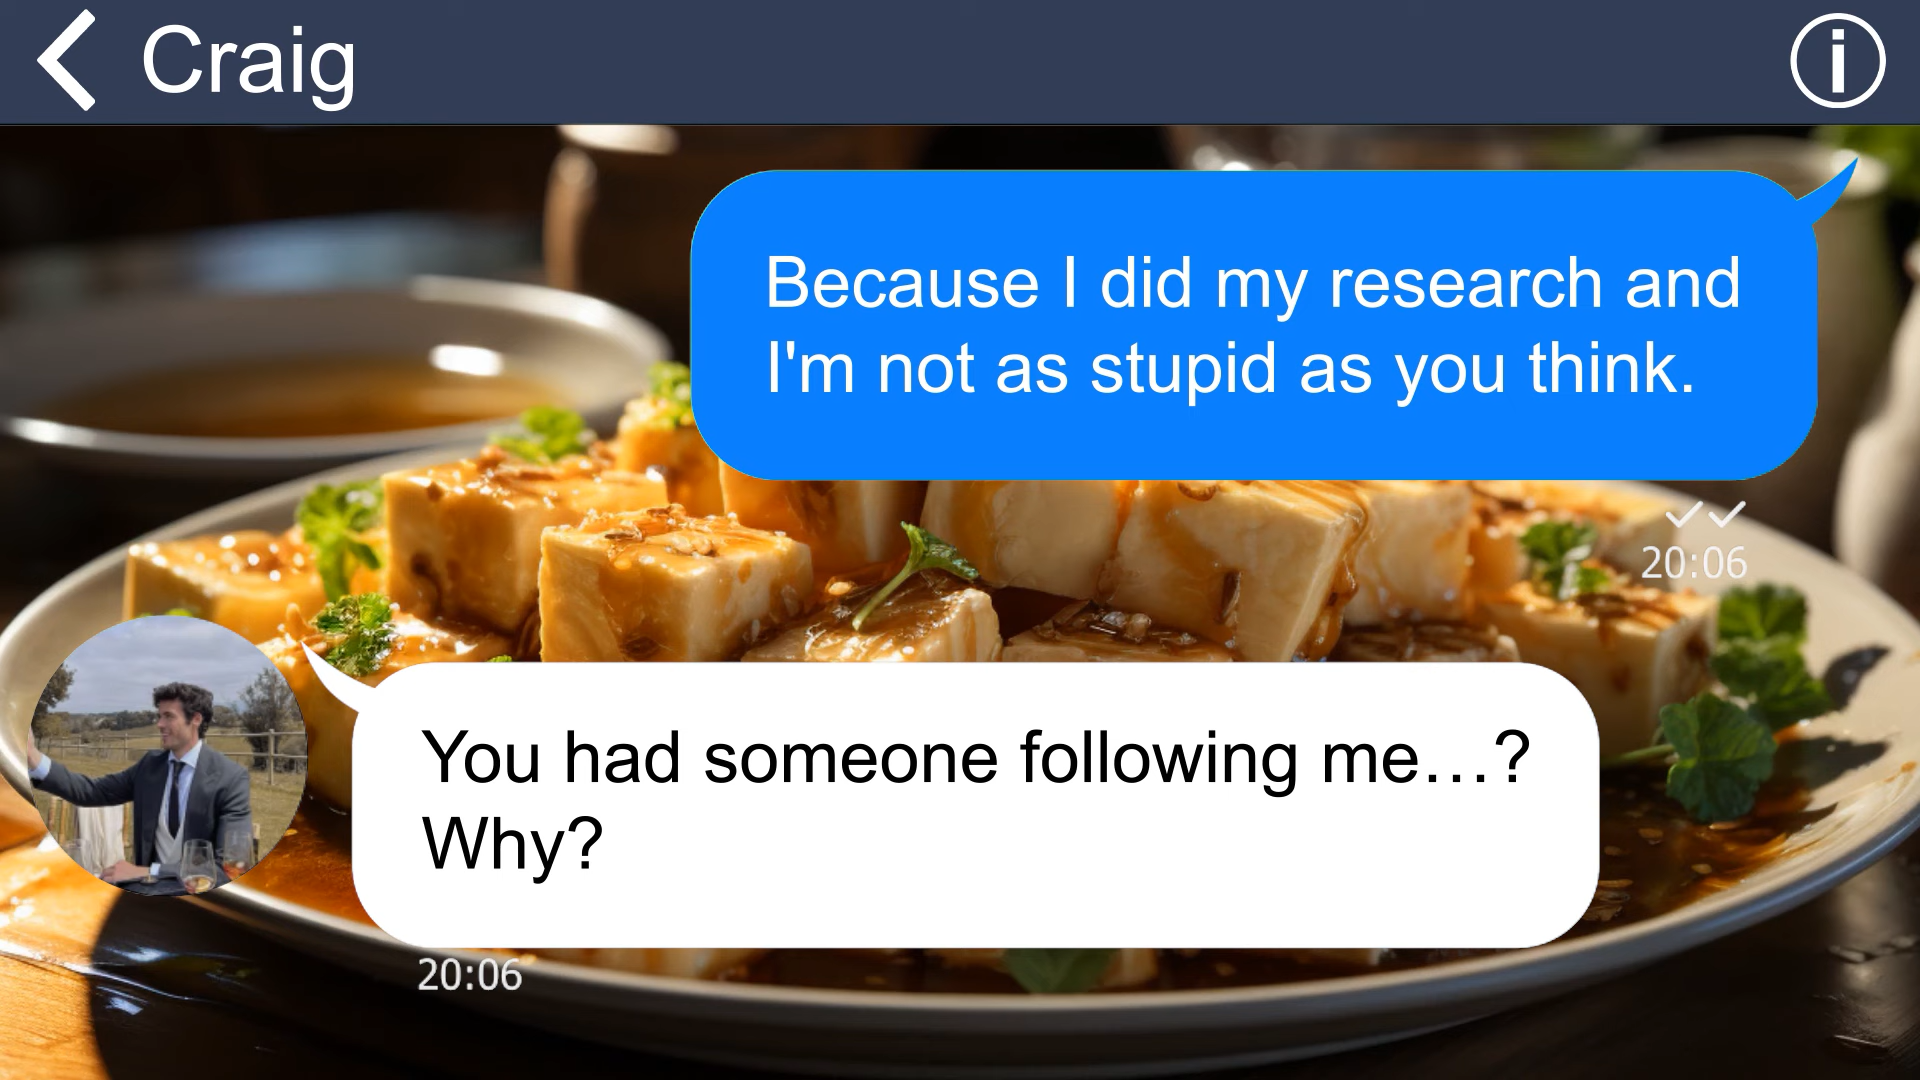 Craig
Because I did my research and
I'm not as stupid as you think.
20:06
You had someone following me…?
Why?
20:06